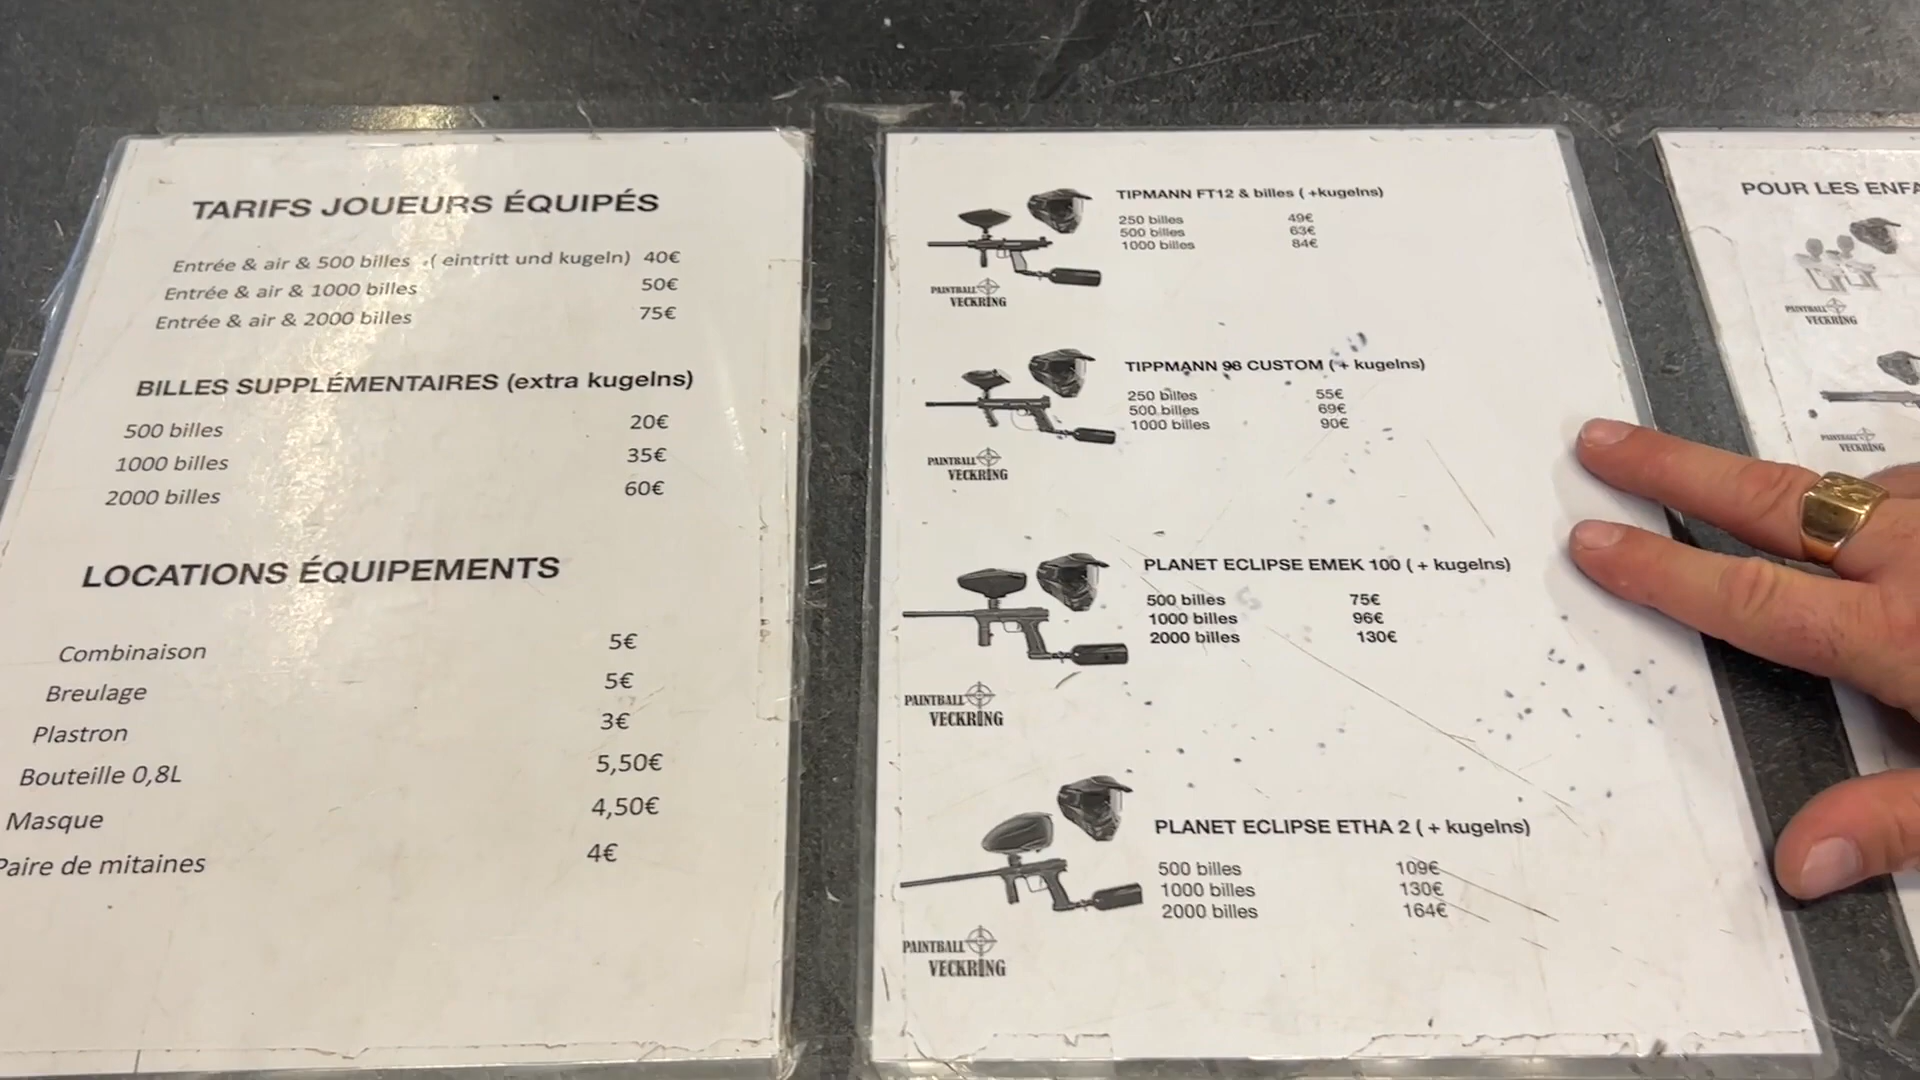 TARIFS JOUEURS ÉQUIPÉS
Entrée & air & 500 billes ( eintritt und kugeln) 40€
Entrée & air & 1000 billes 50€
Entrée & air & 2000 billes 75€
BILLES SUPPLÉMENTAIRES (extra kugelns)
500 billes 20€
1000 billes 35€
2000 billes 60€
LOCATIONS ÉQUIPEMENTS
Combinaison 5€
Breulage 5€
Plastron 3€
Bouteille 0,8L 5,50€
Masque 4,50€
Paire de mitaines 4€
TIPMANN FT12 & billes ( +kugelns)
250 billes 49€
500 billes 63€
1000 billes 84€
PAINTBALL
VECKRING
TIPPMANN 98 CUSTOM ( + kugelns)
250 billes 55€
500 billes 69€
1000 billes 90€
PAINTBALL
VECKRING
PLANET ECLIPSE EMEK 100 ( + kugelns)
500 billes 75€
1000 billes 96€
2000 billes 130€
PAINTBALL
VECKRING
PLANET ECLIPSE ETHA 2 ( + kugelns)
500 billes 109€
1000 billes 130€
2000 billes 164€
PAINTBALL
VECKRING
POUR LES ENFA
PAINTBALL
VECKRING
PAINTBALL
VECKRING